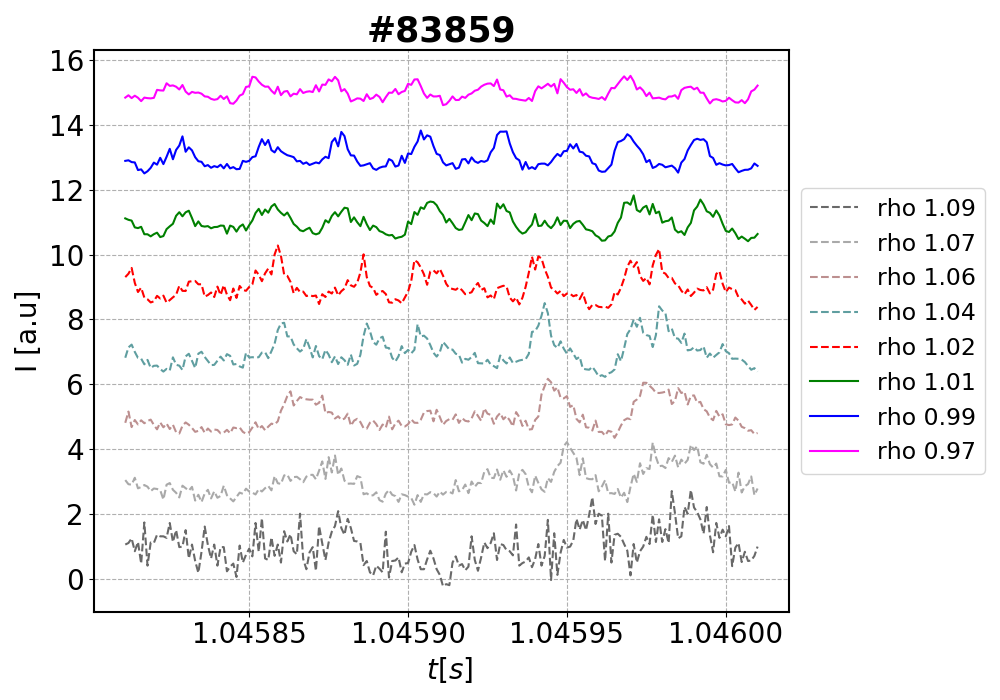 #83859
16
14
12
10
8
6
4
2
0
I [a.u]
1.04585 1.04590 1.04595 1.04600
t[s]
rho 1.09
rho 1.07
rho 1.06
rho 1.04
rho 1.02
rho 1.01
rho 0.99
rho 0.97